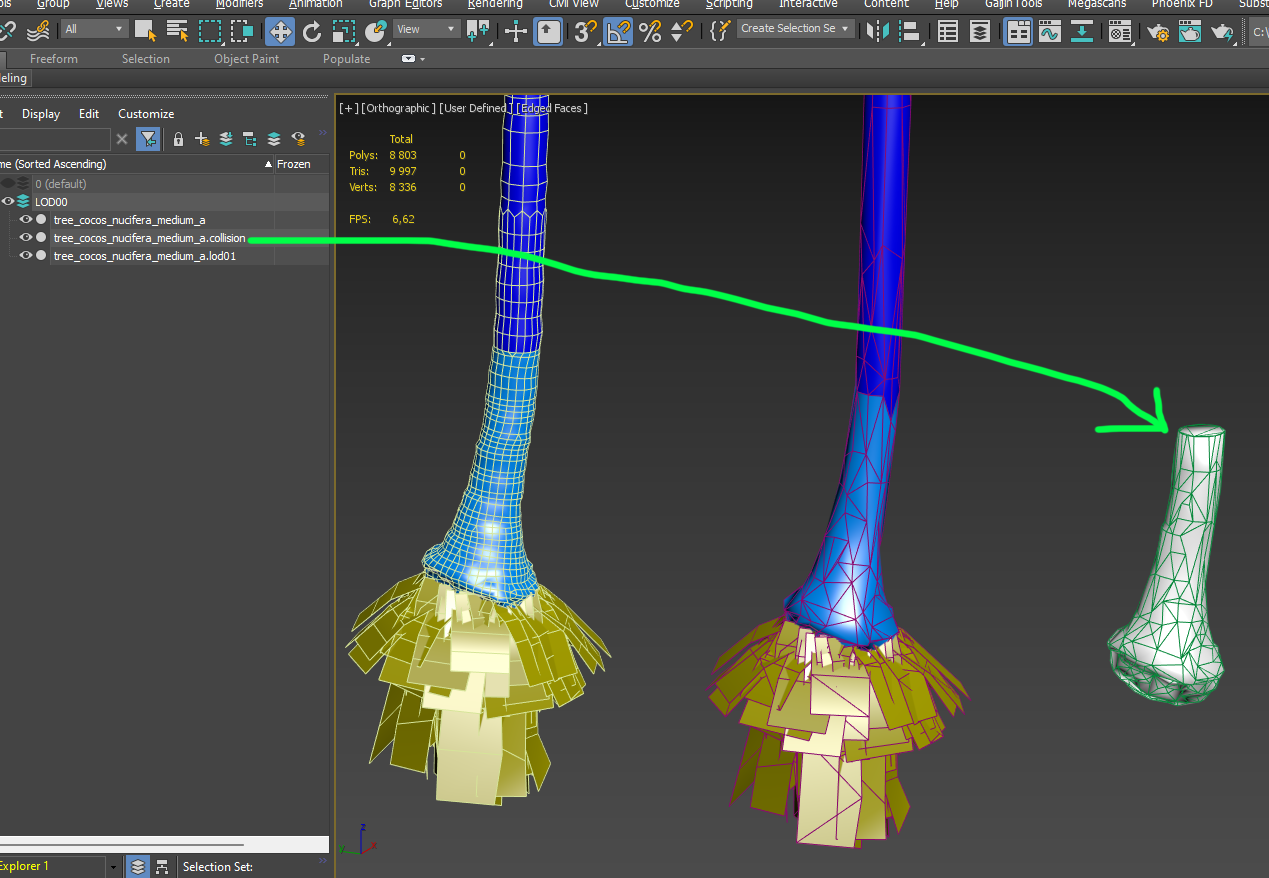 ols Group Views Create Modifiers Animation Graph Editors Rendering Civil View Customize Scripting Interactive Content Help Gaijin Tools Megascans Phoenix FD Subst
All View 3 Create Selection Se C:\
Freeform Selection Object Paint Populate
eling
t Display Edit Customize
me (Sorted Ascending) Frozen
0 (default)
LOD00
tree_cocos_nucifera_medium_a
tree_cocos_nucifera_medium_a.collision
tree_cocos_nucifera_medium_a.lod01
[+] [Orthographic] [User Defined] [Edged Faces]
Total
Polys: 8 803 0
Tris: 9 997 0
Verts: 8 336 0
FPS: 6,62
z
y x
Explorer 1 Selection Set: